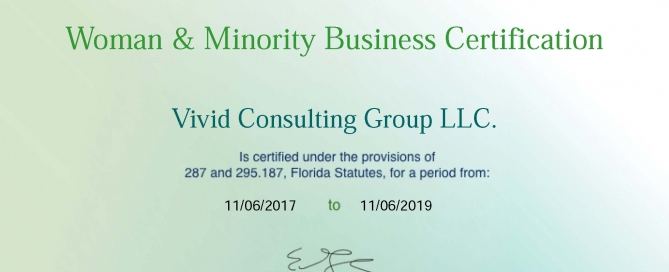 Woman & Minority Business Certification
Vivid Consulting Group LLC.
Is certified under the provisions of
287 and 295.187, Florida Statutes, for a period from:
11/06/2017 to 11/06/2019